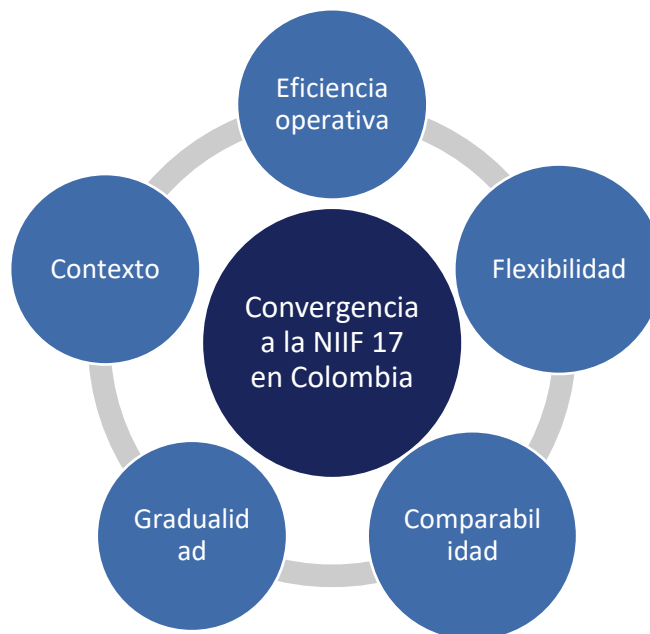 Eficiencia
operativa
Contexto
Flexibilidad
Convergencia
a la NIIF 17
en Colombia
Gradualid
ad
Comparabil
idad